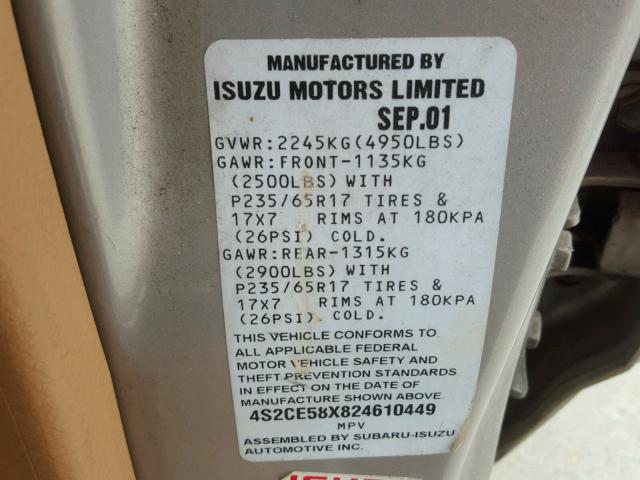 MANUFACTURED BY
ISUZU MOTORS LIMITED
SEP.01
GVWR:2245KG(4950LBS)
GAWR:FRONT-1135KG
(2500LBS)WITH
P235/65R17 TIRES &
17X7 RIMS AT 180KPA
(26PSI) COLD.
GAWR:REAR-1315KG
(2900LBS)WITH
P235/65R17 TIRES &
17X7 RIMS AT 180KPA
(26PSI) COLD.
THIS VEHICLE CONFORMS TO
ALL APPLICABLE FEDERAL
MOTOR VEHICLE SAFETY AND
THEFT PREVENTION STANDARDS
IN EFFECT ON THE DATE OF
MANUFACTURE SHOWN ABOVE.
4S2CE58X824610449
MPV
ASSEMBLED BY SUBARU-ISUZU
AUTOMOTIVE INC.